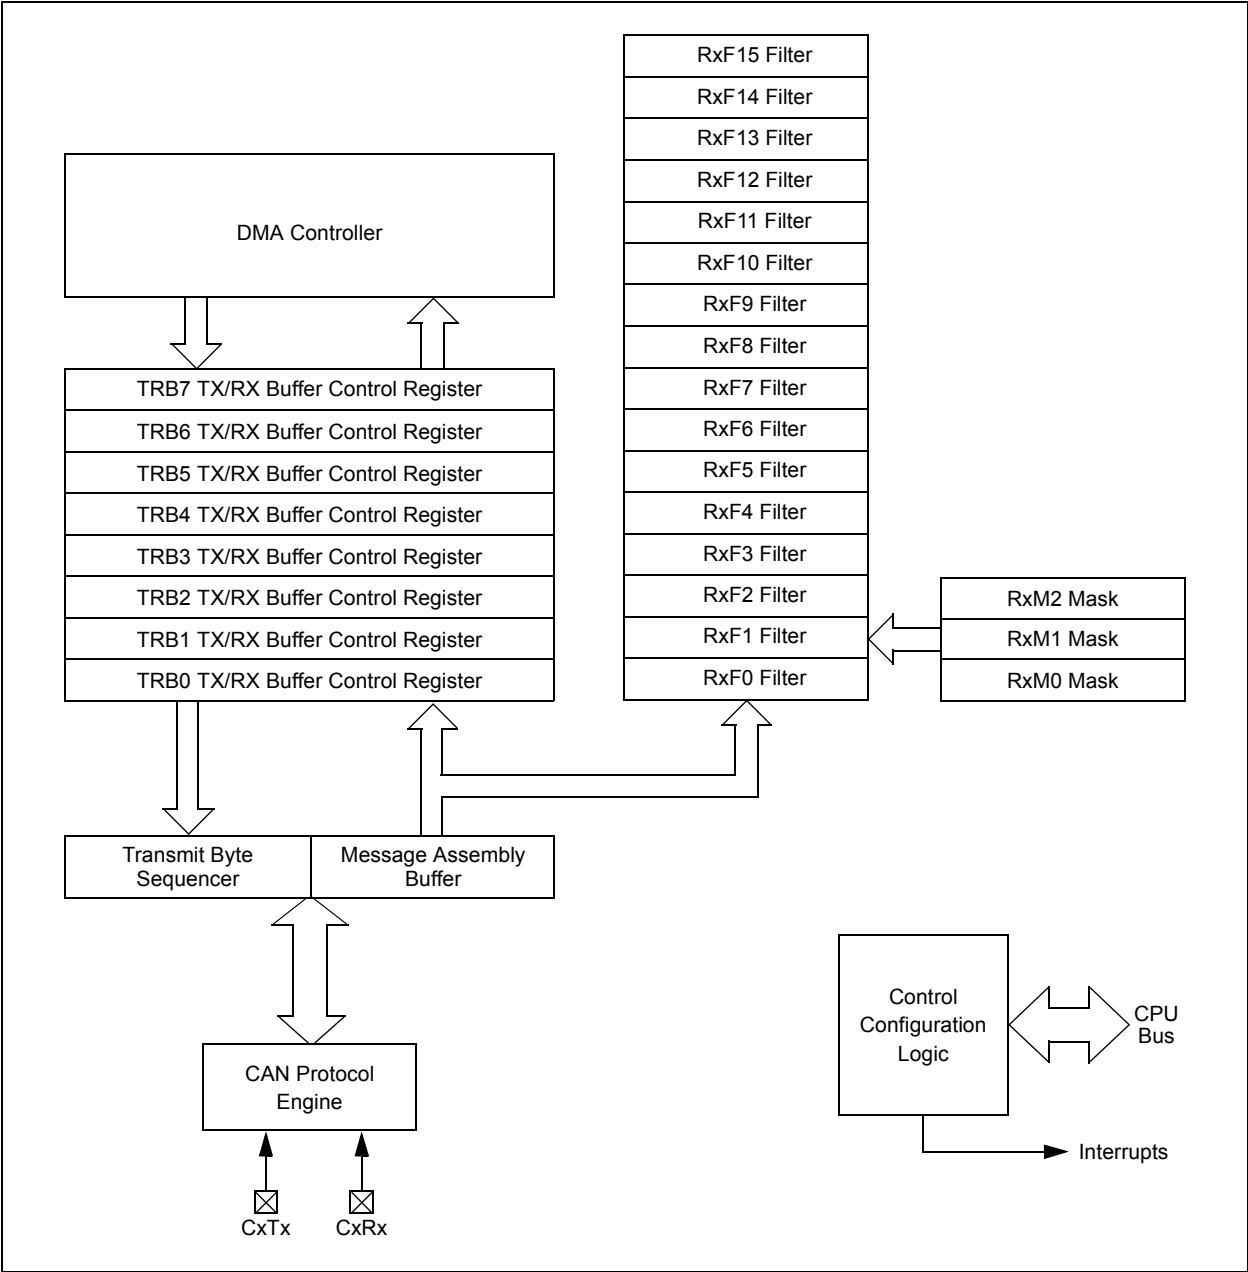 RxF15 Filter
RxF14 Filter
RxF13 Filter
RxF12 Filter
RxF11 Filter
RxF10 Filter
RxF9 Filter
RxF8 Filter
RxF7 Filter
RxF6 Filter
RxF5 Filter
RxF4 Filter
RxF3 Filter
RxF2 Filter
RxF1 Filter
RxF0 Filter
DMA Controller
TRB7 TX/RX Buffer Control Register
TRB6 TX/RX Buffer Control Register
TRB5 TX/RX Buffer Control Register
TRB4 TX/RX Buffer Control Register
TRB3 TX/RX Buffer Control Register
TRB2 TX/RX Buffer Control Register
TRB1 TX/RX Buffer Control Register
TRB0 TX/RX Buffer Control Register
RxM2 Mask
RxM1 Mask
RxM0 Mask
Transmit Byte
Sequencer
Message Assembly
Buffer
CAN Protocol
Engine
CxTx
CxRx
Control
Configuration
Logic
CPU
Bus
Interrupts